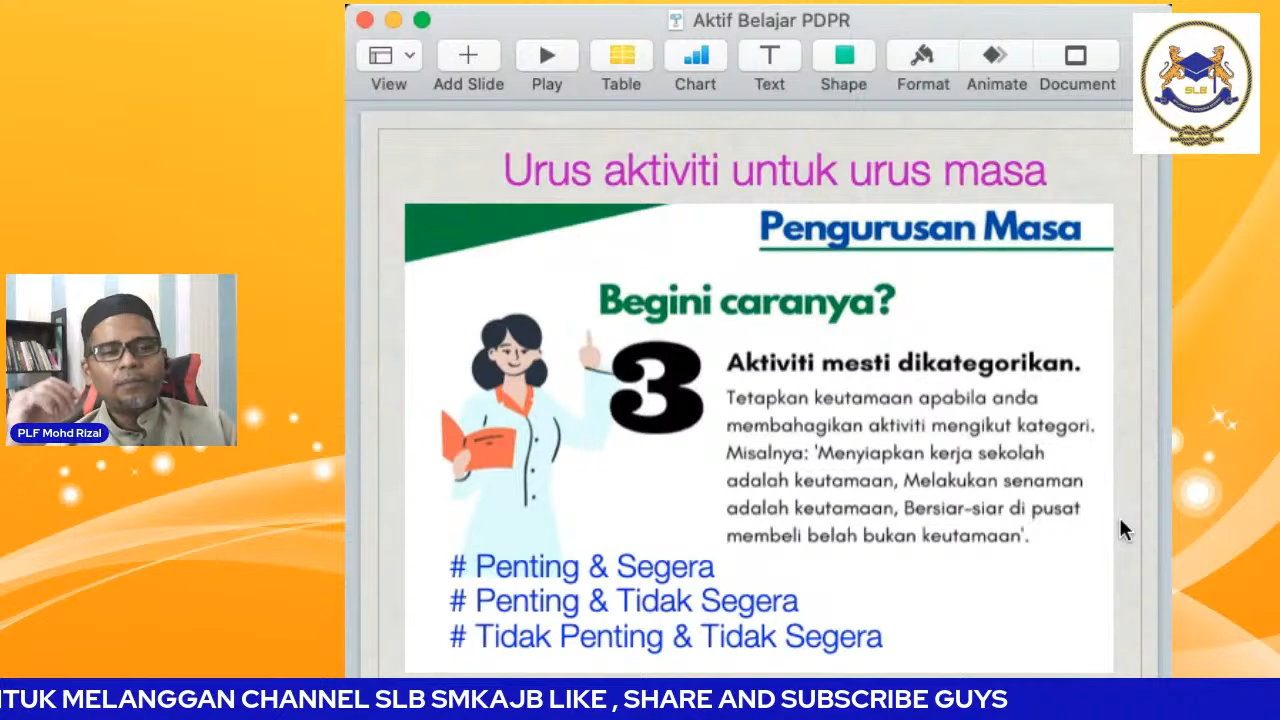 Aktif Belajar PDPR
View
Add Slide
Play
Table
Chart
Text
Shape
Format
Animate
Document
SLB
Urus aktiviti untuk urus masa
Pengurusan Masa
Begini caranya?
3
Aktiviti mesti dikategorikan.
Tetapkan keutamaan apabila anda
membahagikan aktiviti mengikut kategori.
Misalnya: 'Menyiapkan kerja sekolah
adalah keutamaan, Melakukan senaman
adalah keutamaan, Bersiar-siar di pusat
membeli belah bukan keutamaan'.
# Penting & Segera
# Penting & Tidak Segera
# Tidak Penting & Tidak Segera
PLF Mohd Rizal
NTUK MELANGGAN CHANNEL SLB SMKAJB LIKE , SHARE AND SUBSCRIBE GUYS